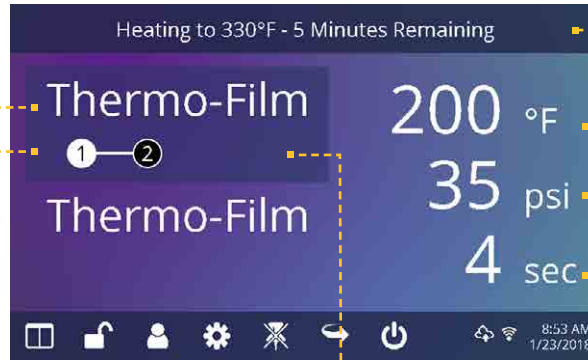 Heating to 330°F - 5 Minutes Remaining
Thermo-Film
1 2
Thermo-Film
200 °F
35 psi
4 sec
8:53 AM
1/23/2018